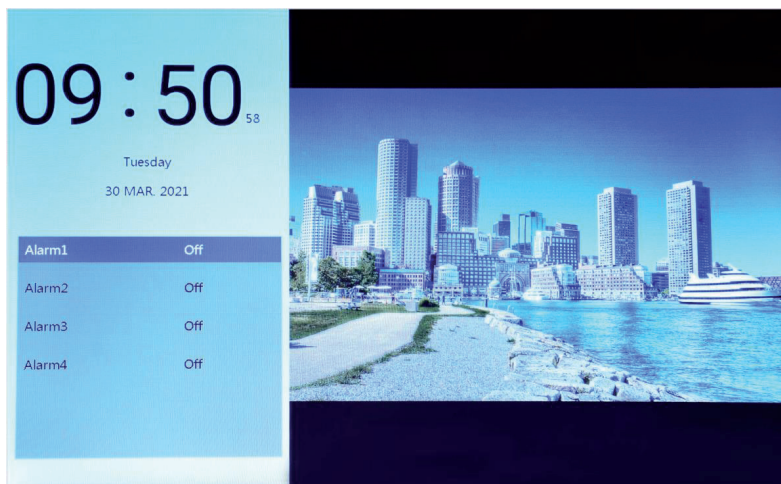 09:50 58
Tuesday
30 MAR. 2021
Alarm1 Off
Alarm2 Off
Alarm3 Off
Alarm4 Off